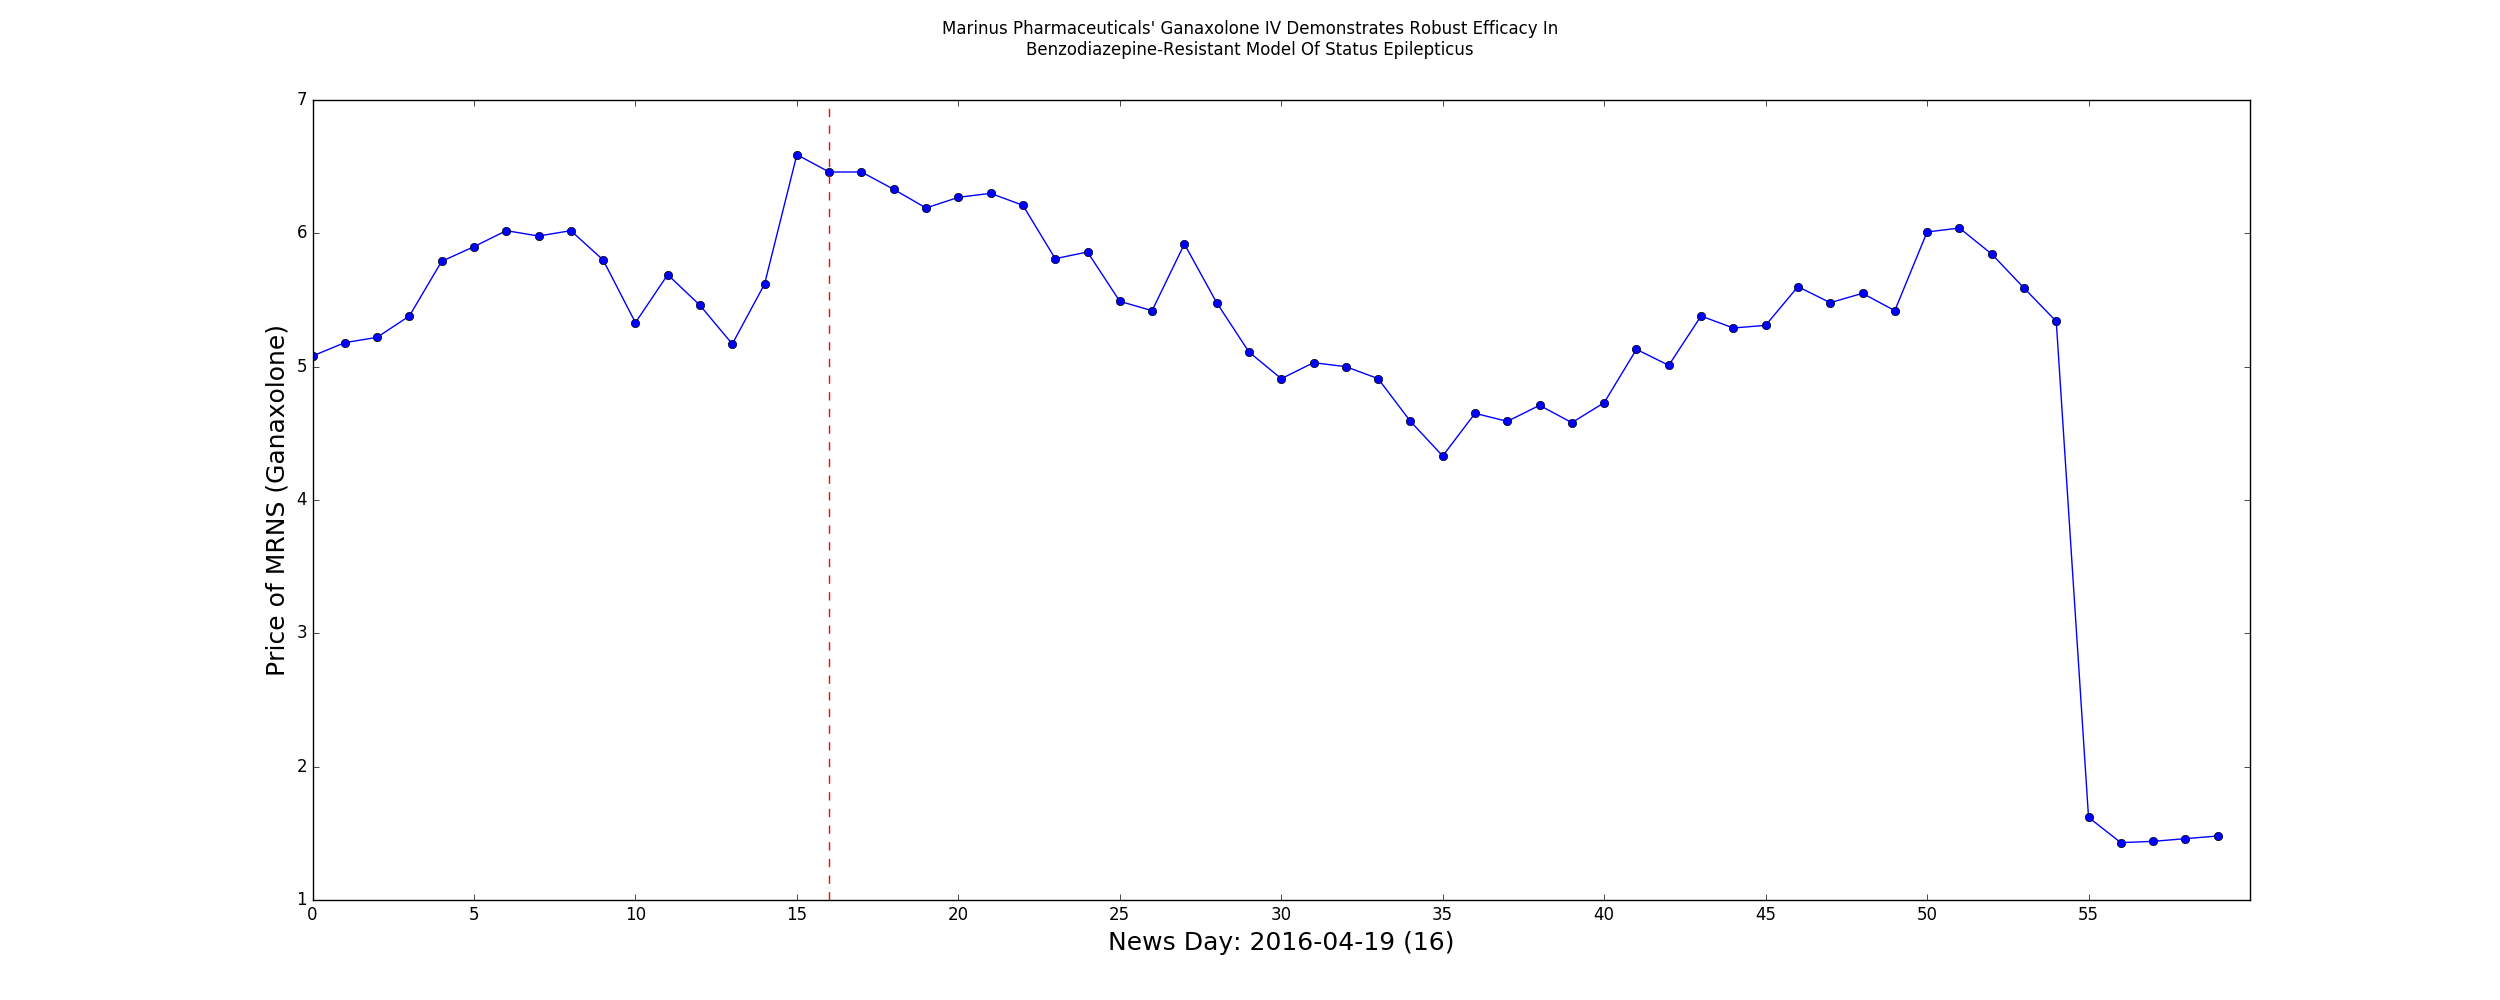 Marinus Pharmaceuticals' Ganaxolone IV Demonstrates Robust Efficacy In
Benzodiazepine-Resistant Model Of Status Epilepticus
Price of MRNS (Ganaxolone)
7
6
5
4
3
2
1
0 5 10 15 20 25 30 35 40 45 50 55
News Day: 2016-04-19 (16)